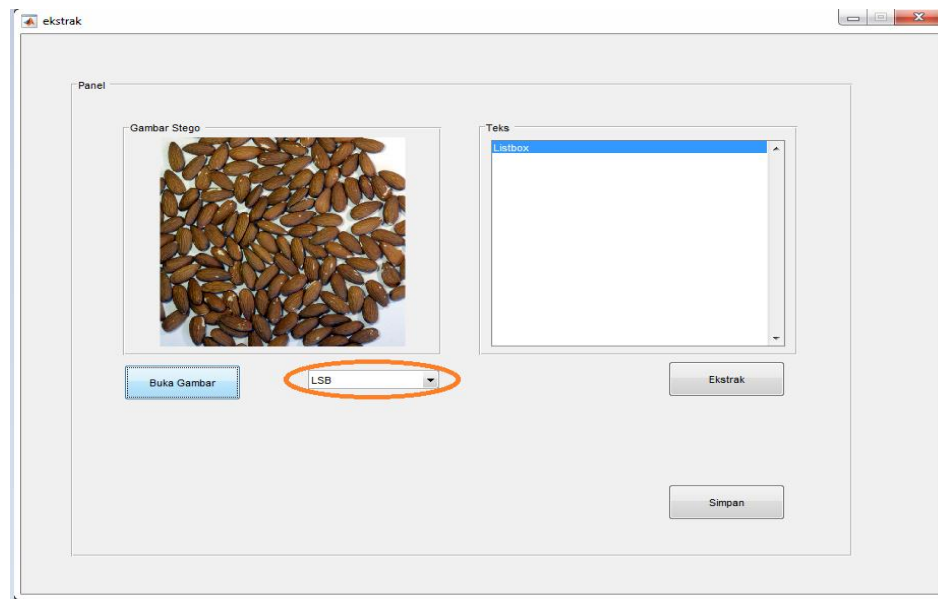 ekstrak
Panel
Gambar Stego
Teks
Listbox
Buka Gambar
LSB
Ekstrak
Simpan